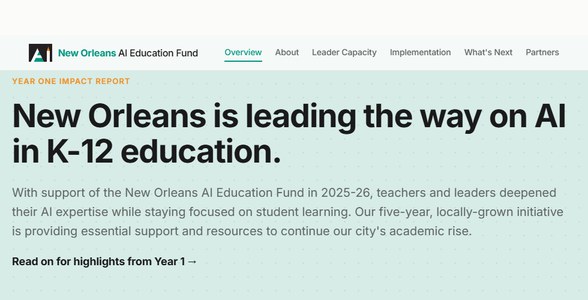 New Orleans AI Education Fund
Overview About Leader Capacity Implementation What's Next Partners
YEAR ONE IMPACT REPORT
New Orleans is leading the way on AI
in K-12 education.
With support of the New Orleans AI Education Fund in 2025-26, teachers and leaders deepened
their AI expertise while staying focused on student learning. Our five-year, locally-grown initiative
is providing essential support and resources to continue our city's academic rise.
Read on for highlights from Year 1 →